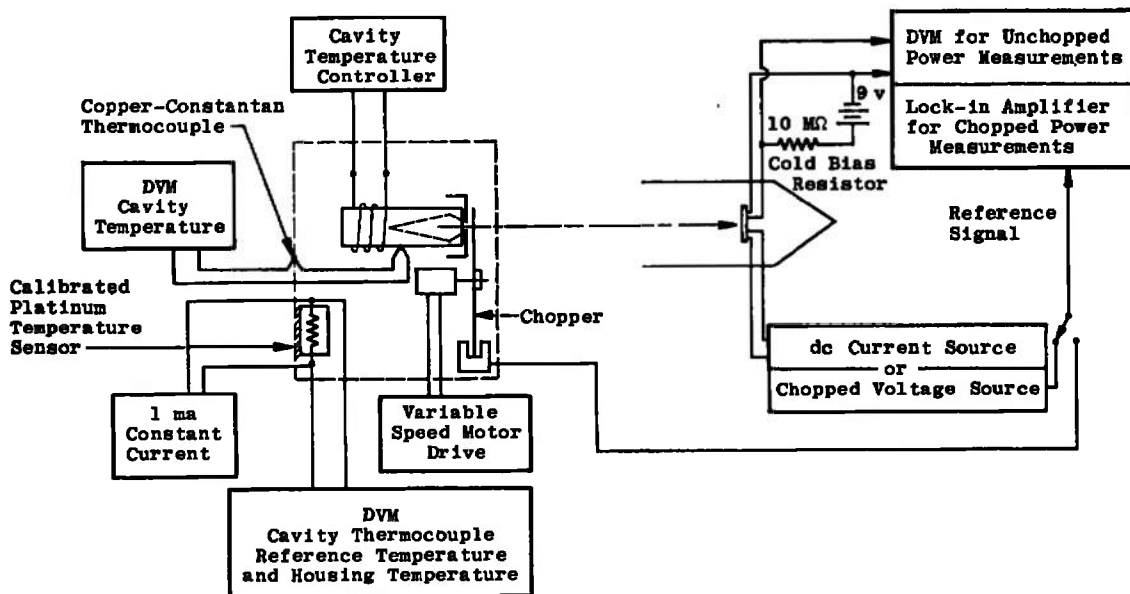 Cavity
Temperature
Controller
Copper-Constantan
Thermocouple
DVM
Cavity
Temperature
Calibrated
Platinum
Temperature
Sensor
1 ma
Constant
Current
Variable
Speed Motor
Drive
Chopper
DVM
Cavity Thermocouple
Reference Temperature
and Housing Temperature
DVM for Unchopped
Power Measurements
Lock-in Amplifier
for Chopped Power
Measurements
9 v
10 MΩ
Cold Bias
Resistor
Reference
Signal
dc Current Source
or
Chopped Voltage Source